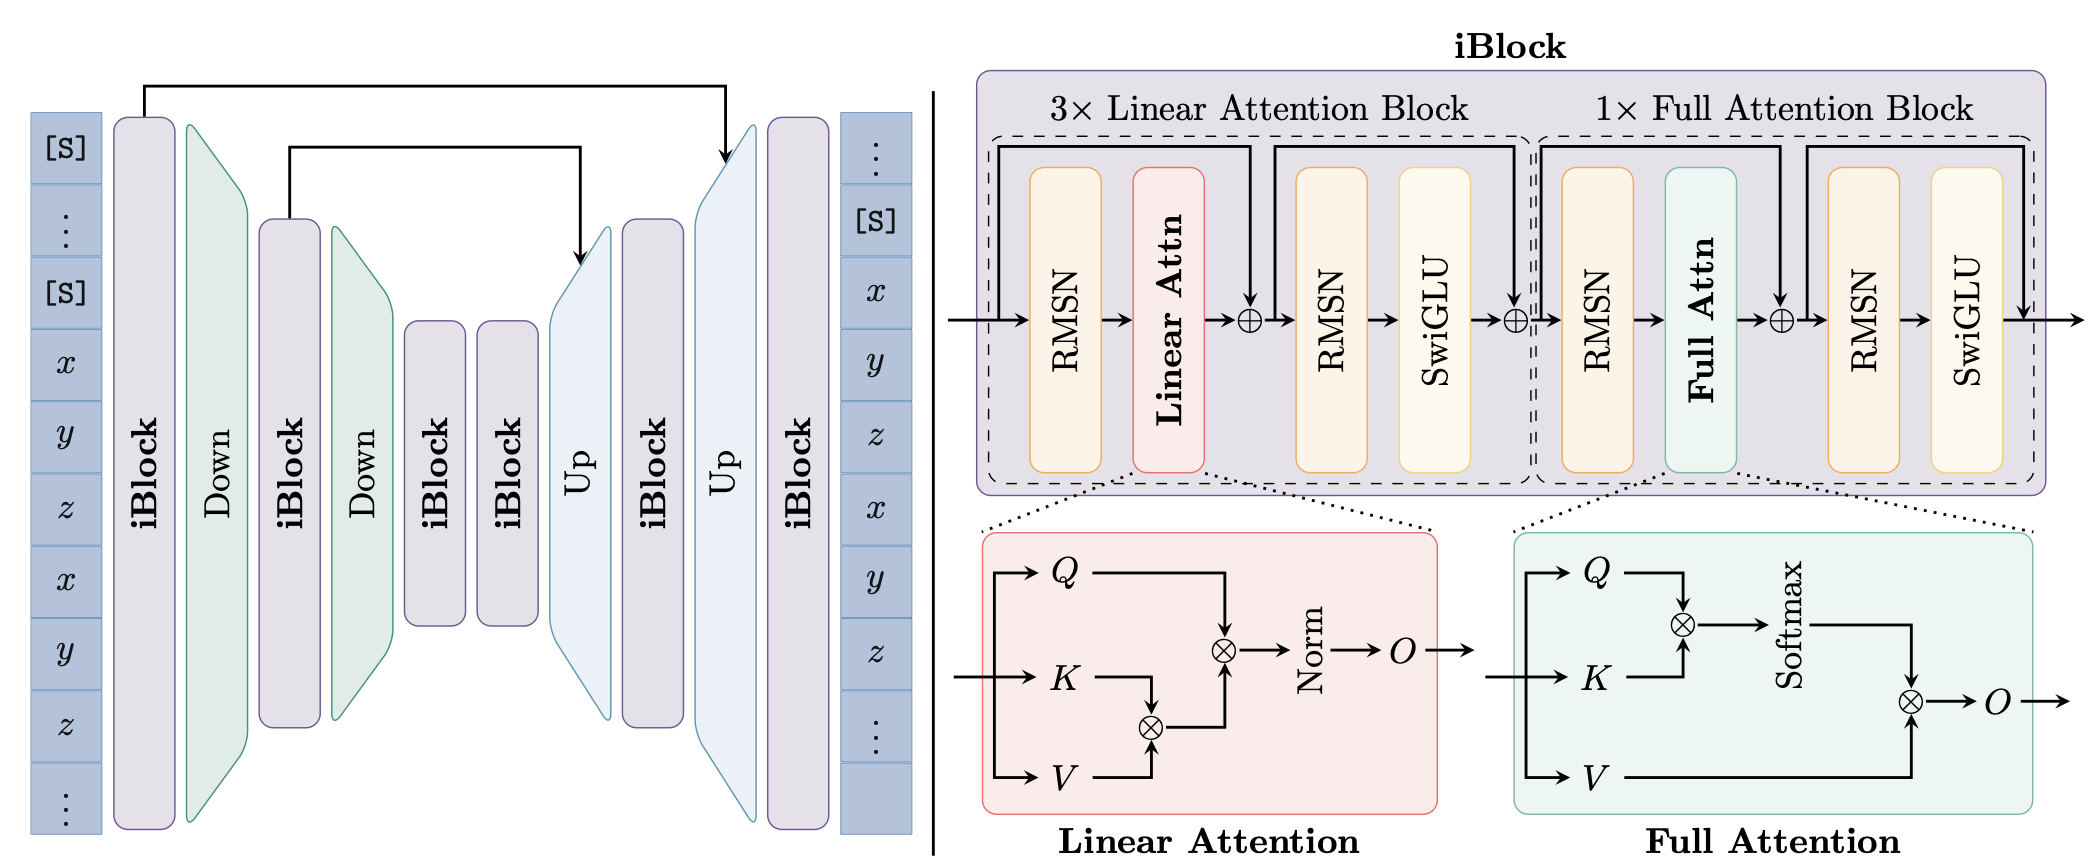 [S]
⋮
[S]
x
y
z
x
y
z
⋮
iBlock
Down
iBlock
Down
iBlock
iBlock
Up
iBlock
Up
iBlock
⋮
[S]
x
y
z
x
y
z
⋮
iBlock
3× Linear Attention Block
1× Full Attention Block
RMSN
Linear Attn
⊕
RMSN
SwiGLU
⊕
RMSN
Full Attn
⊕
RMSN
SwiGLU
Q
K
V
⊗
⊗
Norm
O
Linear Attention
Q
K
V
⊗
Softmax
⊗
O
Full Attention